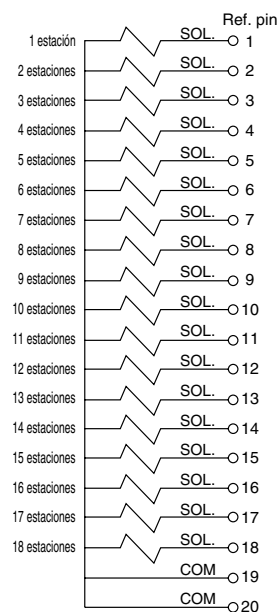 Ref. pin
1 estación SOL. 1
2 estaciones SOL. 2
3 estaciones SOL. 3
4 estaciones SOL. 4
5 estaciones SOL. 5
6 estaciones SOL. 6
7 estaciones SOL. 7
8 estaciones SOL. 8
9 estaciones SOL. 9
10 estaciones SOL. 10
11 estaciones SOL. 11
12 estaciones SOL. 12
13 estaciones SOL. 13
14 estaciones SOL. 14
15 estaciones SOL. 15
16 estaciones SOL. 16
17 estaciones SOL. 17
18 estaciones SOL. 18
COM 19
COM 20